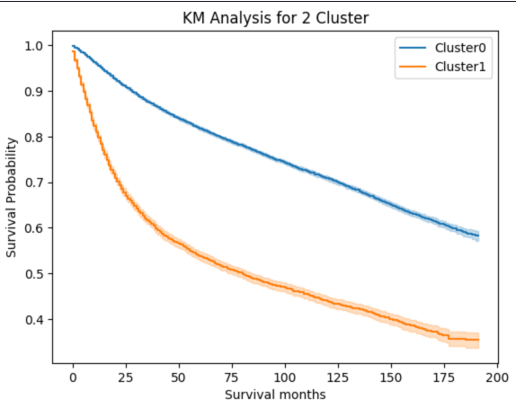 KM Analysis for 2 Cluster
Cluster0
Cluster1
Survival Probability
1.0
0.9
0.8
0.7
0.6
0.5
0.4
0 25 50 75 100 125 150 175 200
Survival months